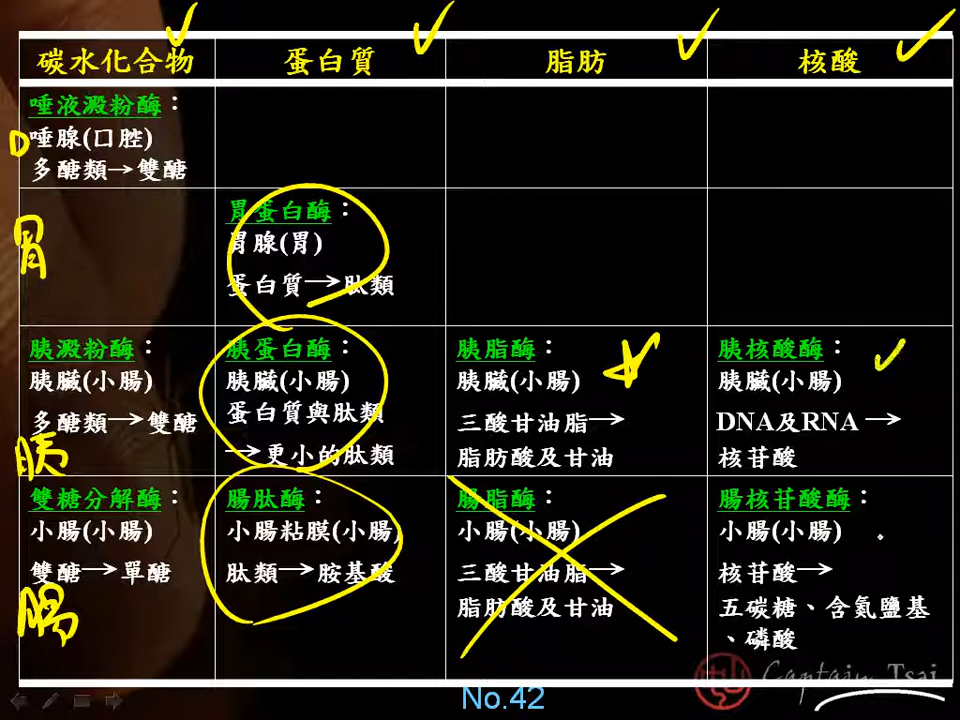 碳水化合物 蛋白質 脂肪 核酸
唾液澱粉酶：
唾腺(口腔)
多醣類→雙醣
胃
胃蛋白酶：
胃腺(胃)
蛋白質→肽類
胰澱粉酶：
胰臟(小腸)
多醣類→雙醣
胰蛋白酶：
胰臟(小腸)
蛋白質與肽類
→更小的肽類
胰脂酶：
胰臟(小腸)
三酸甘油脂→
脂肪酸及甘油
胰核酸酶：
胰臟(小腸)
DNA及RNA→
核苷酸
胰
雙糖分解酶：
小腸(小腸)
雙醣→單醣
腸肽酶：
小腸粘膜(小腸)
肽類→胺基酸
腸脂酶：
小腸(小腸)
三酸甘油脂→
脂肪酸及甘油
腸核苷酸酶：
小腸(小腸)
核苷酸→
五碳糖、含氮鹽基
、磷酸
腸
Captain Tsai
No.42